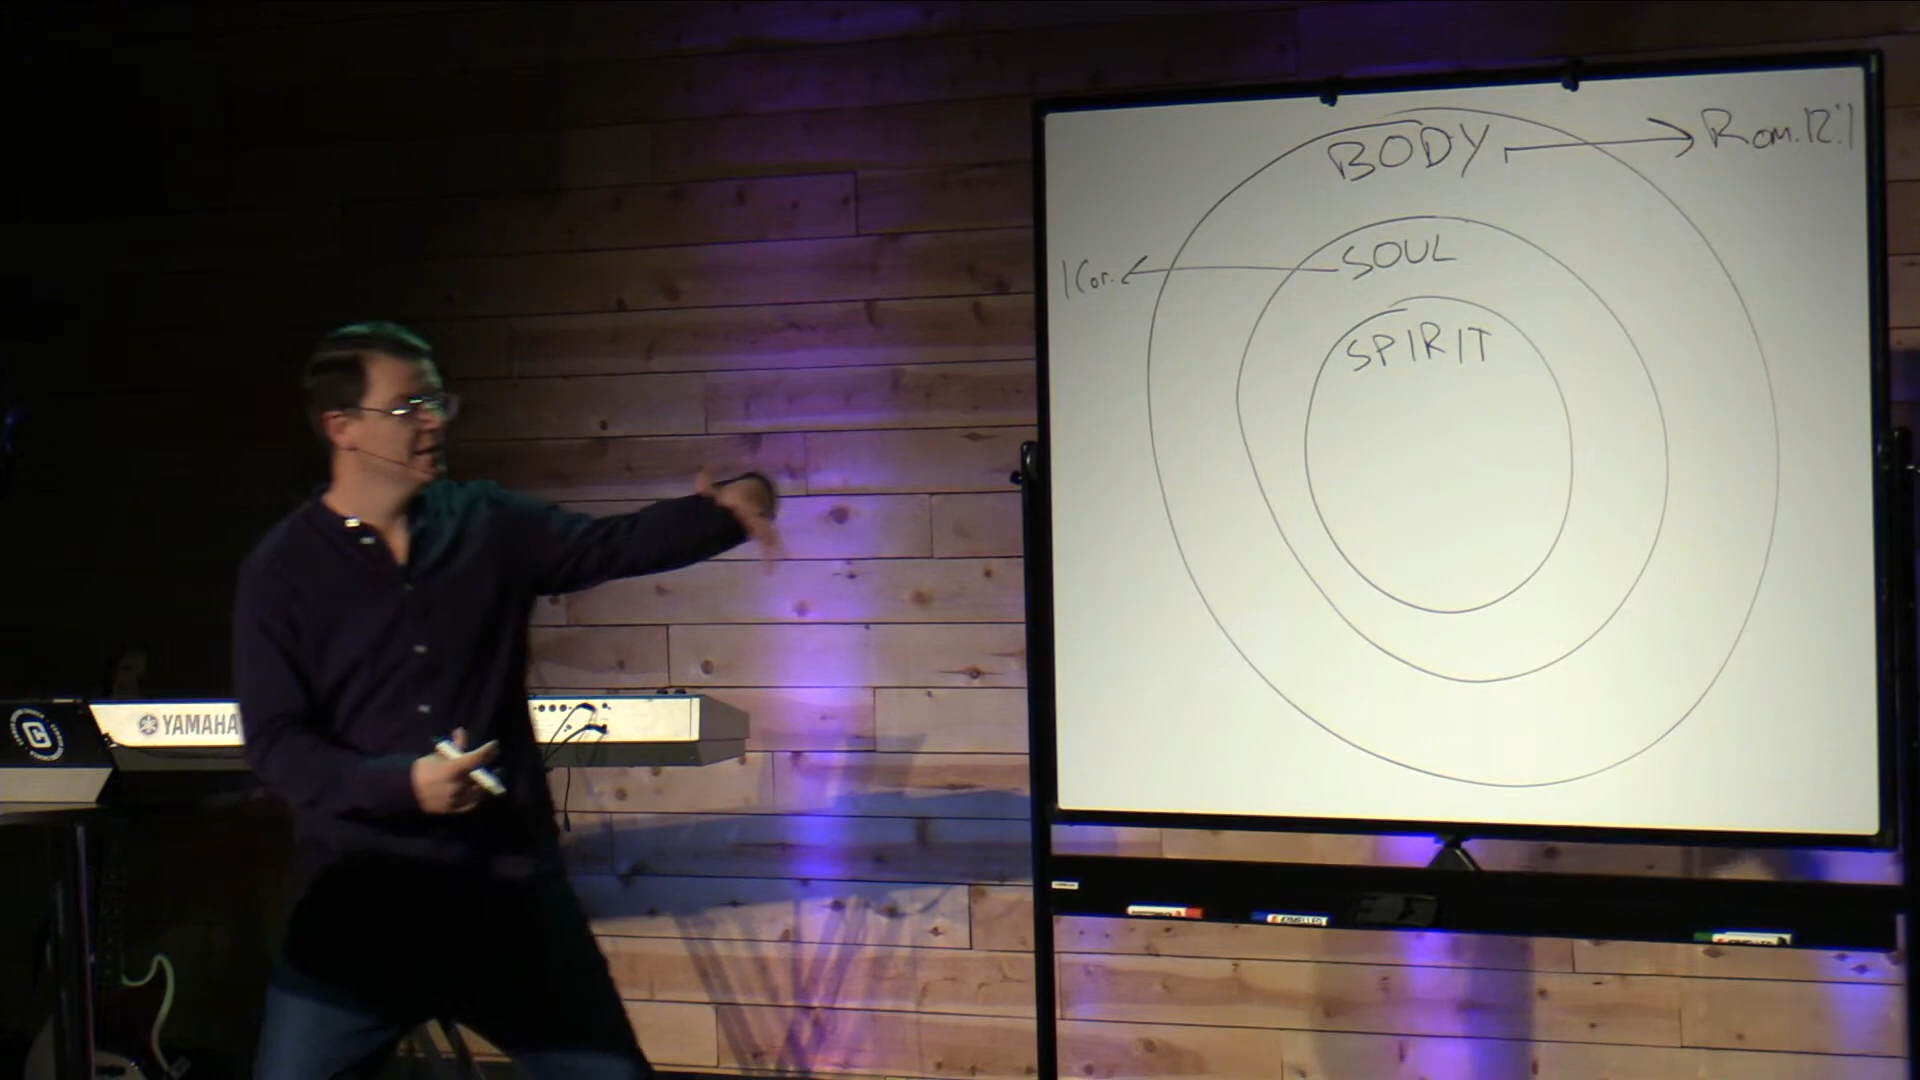 BODY
Rom. 12:1
SOUL
1 Cor.
SPIRIT
YAMAHA